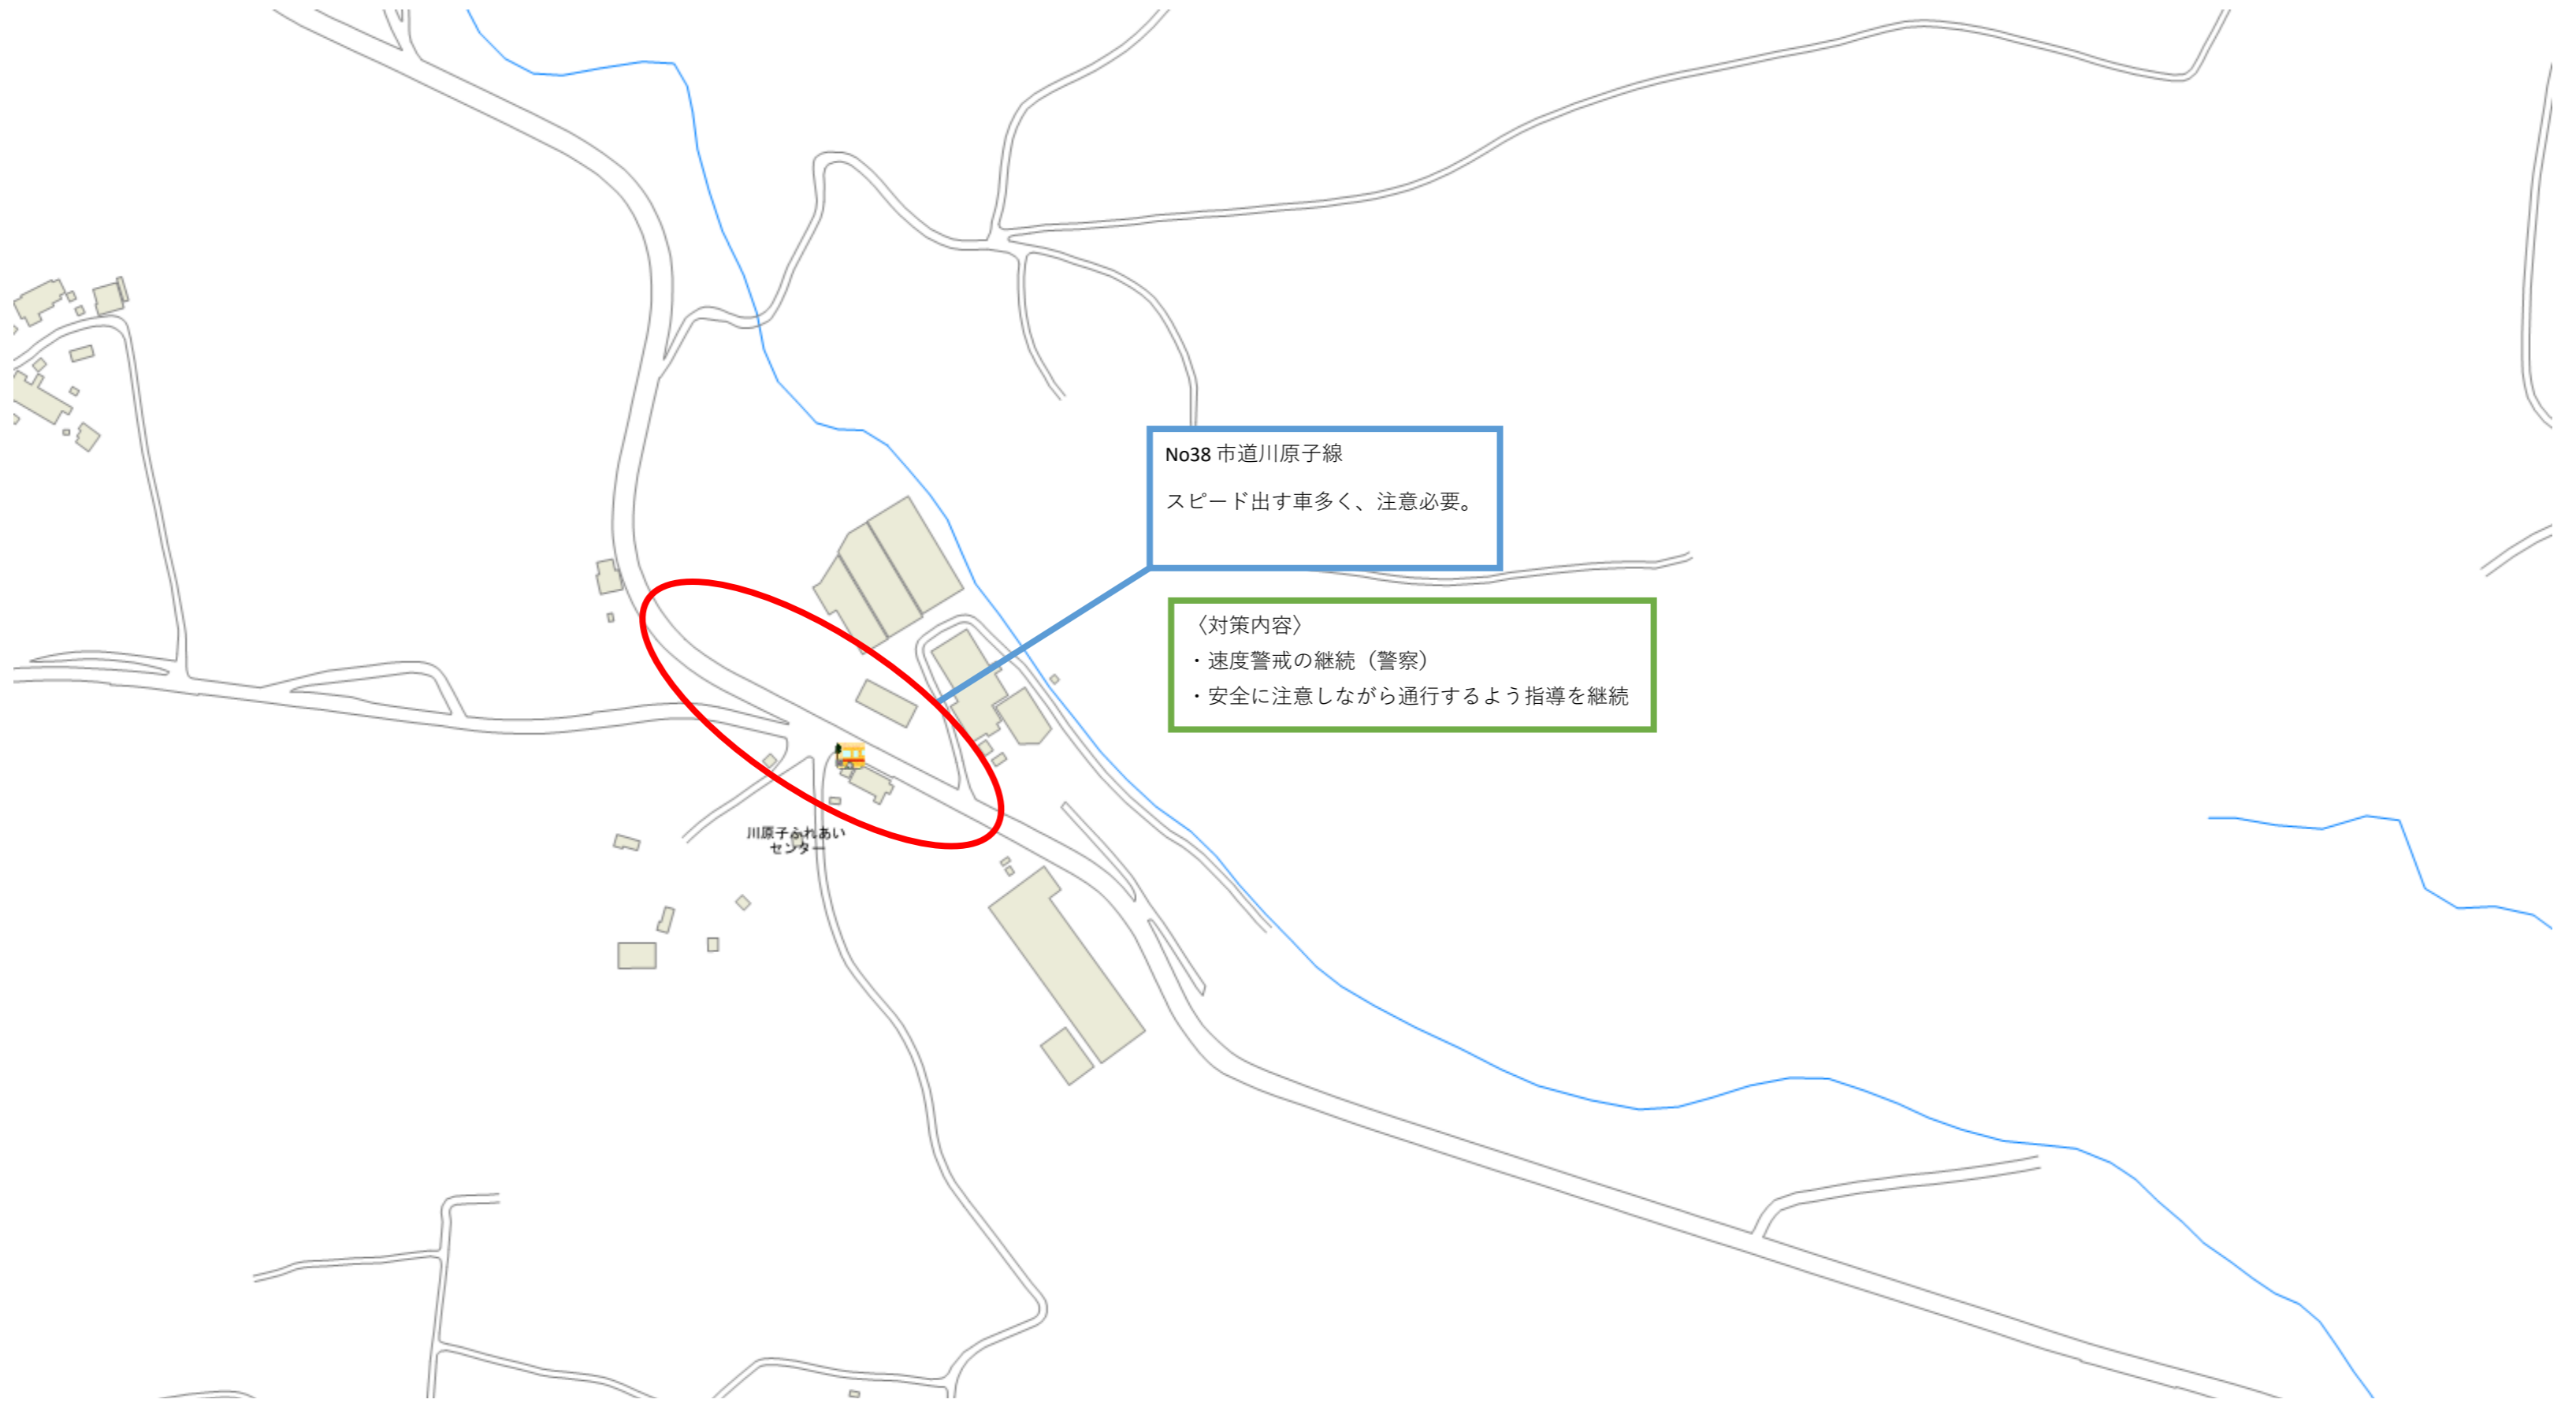 No38 市道川原子線
スピード出す車多く、注意必要。
〈対策内容〉
・速度警戒の継続（警察）
・安全に注意しながら通行するよう指導を継続
川原子ふれあい
センター